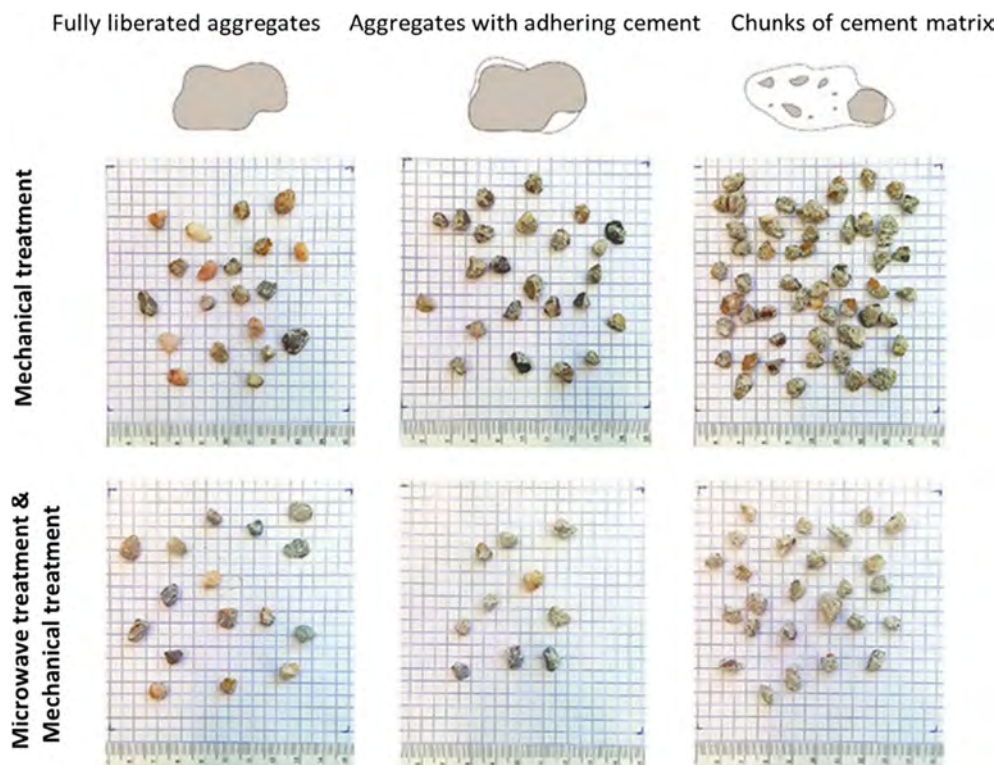 Fully liberated aggregates
Aggregates with adhering cement
Chunks of cement matrix
Mechanical treatment
Microwave treatment &
Mechanical treatment